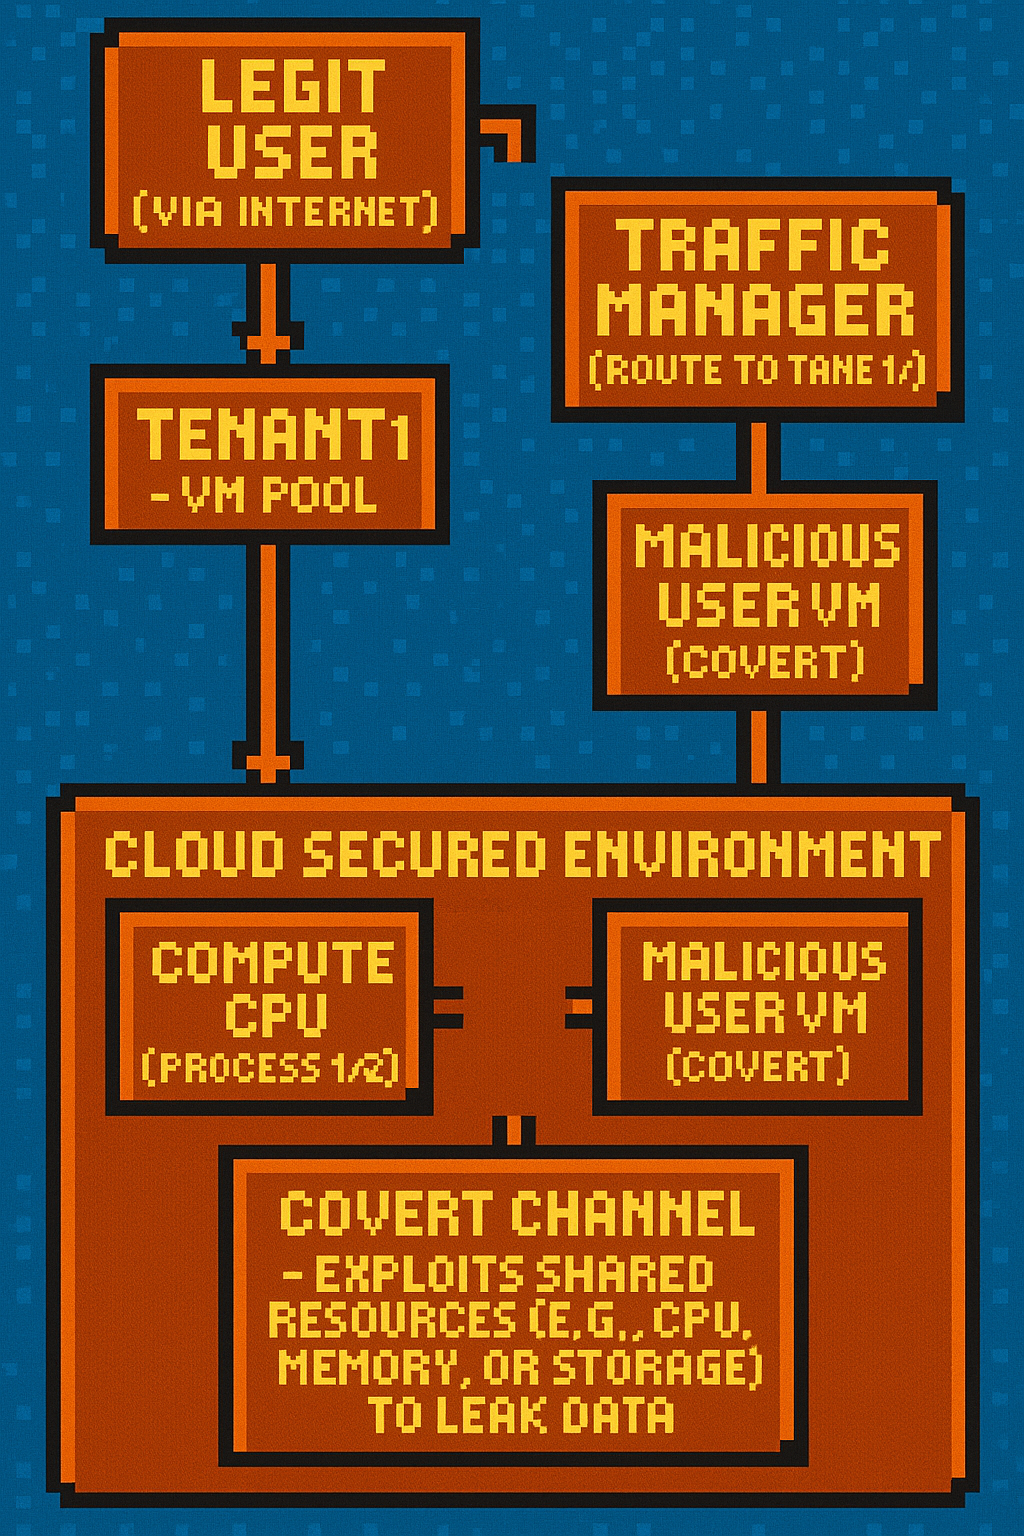 LEGIT
USER
(VIA INTERNET)
TRAFFIC
MANAGER
(ROUTE TO TANE 1/)
TENANT1
- VM POOL
MALICIOUS
USER VM
(COVERT)
CLOUD SECURED ENVIRONMENT
COMPUTE
CPU
(PROCESS 1/2)
MALICIOUS
USER VM
(COVERT)
COVERT CHANNEL
- EXPLOITS SHARED
RESOURCES (E.G., CPU,
MEMORY, OR STORAGE)
TO LEAK DATA